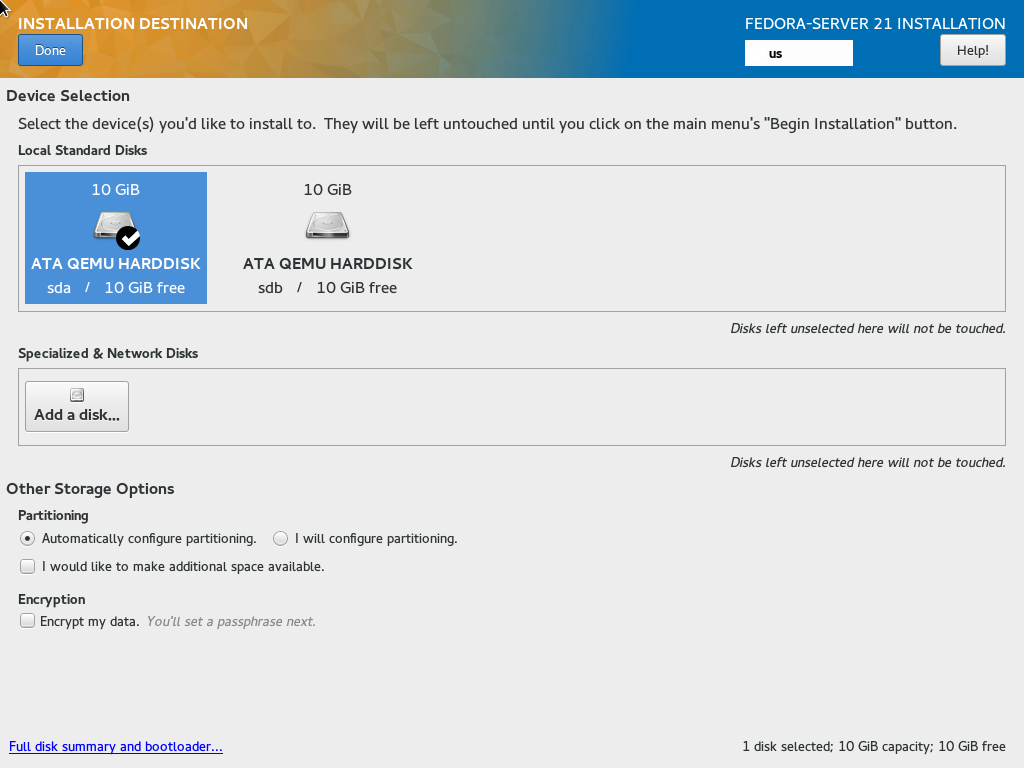 INSTALLATION DESTINATION
FEDORA-SERVER 21 INSTALLATION
Done
us
Help!
Device Selection
Select the device(s) you'd like to install to.  They will be left untouched until you click on the main menu's "Begin Installation" button.
Local Standard Disks
10 GiB
ATA QEMU HARDDISK
sda / 10 GiB free
10 GiB
ATA QEMU HARDDISK
sdb / 10 GiB free
Disks left unselected here will not be touched.
Specialized & Network Disks
Add a disk...
Disks left unselected here will not be touched.
Other Storage Options
Partitioning
Automatically configure partitioning. I will configure partitioning.
I would like to make additional space available.
Encryption
Encrypt my data. You'll set a passphrase next.
Full disk summary and bootloader...
1 disk selected; 10 GiB capacity; 10 GiB free